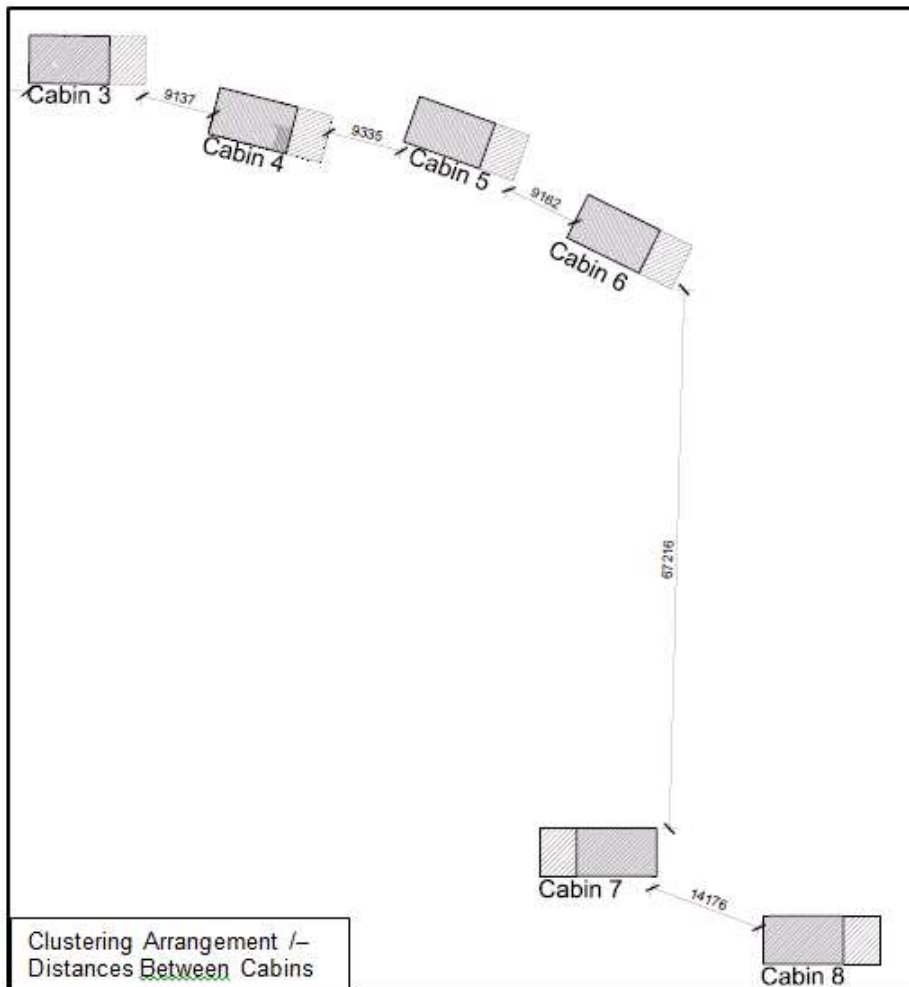 Cabin 3
9137
Cabin 4
9335
Cabin 5
9162
Cabin 6
67216
Cabin 7
14176
Cabin 8
Clustering Arrangement /–
Distances Between Cabins